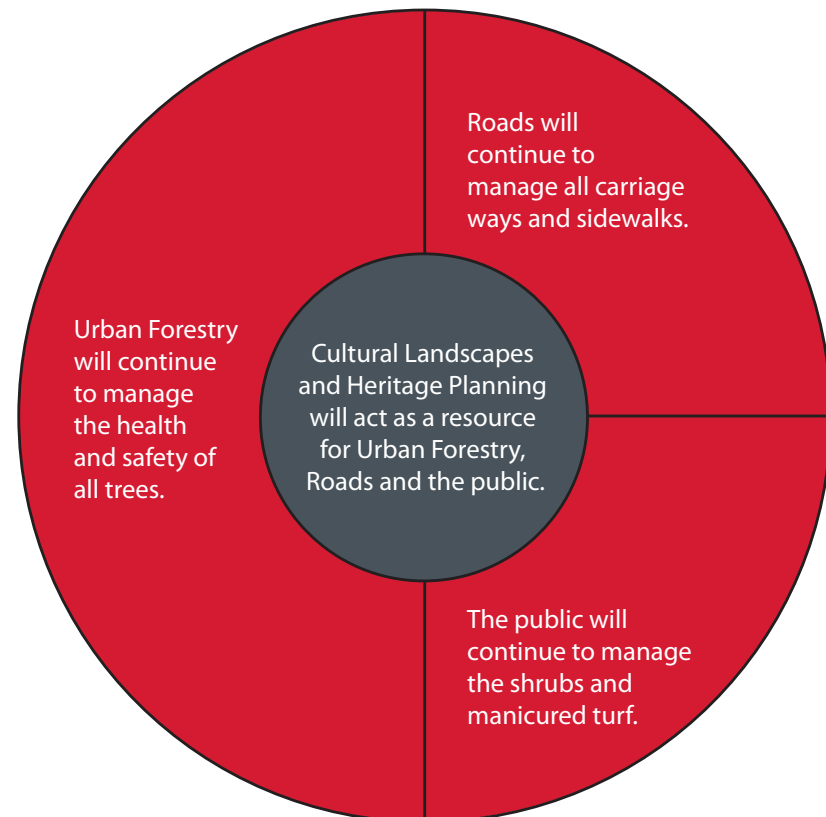 Roads will
continue to
manage all carriage
ways and sidewalks.
Urban Forestry
will continue
to manage
the health
and safety of
all trees.
Cultural Landscapes
and Heritage Planning
will act as a resource
for Urban Forestry,
Roads and the public.
The public will
continue to manage
the shrubs and
manicured turf.